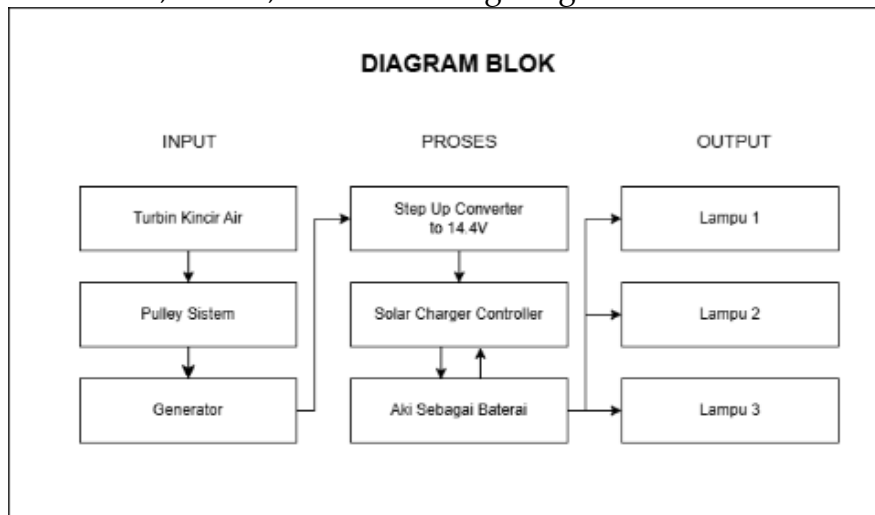 DIAGRAM BLOK
INPUT
PROSES
OUTPUT
Turbin Kincir Air
Pulley Sistem
Generator
Step Up Converter
to 14.4V
Solar Charger Controller
Aki Sebagai Baterai
Lampu 1
Lampu 2
Lampu 3